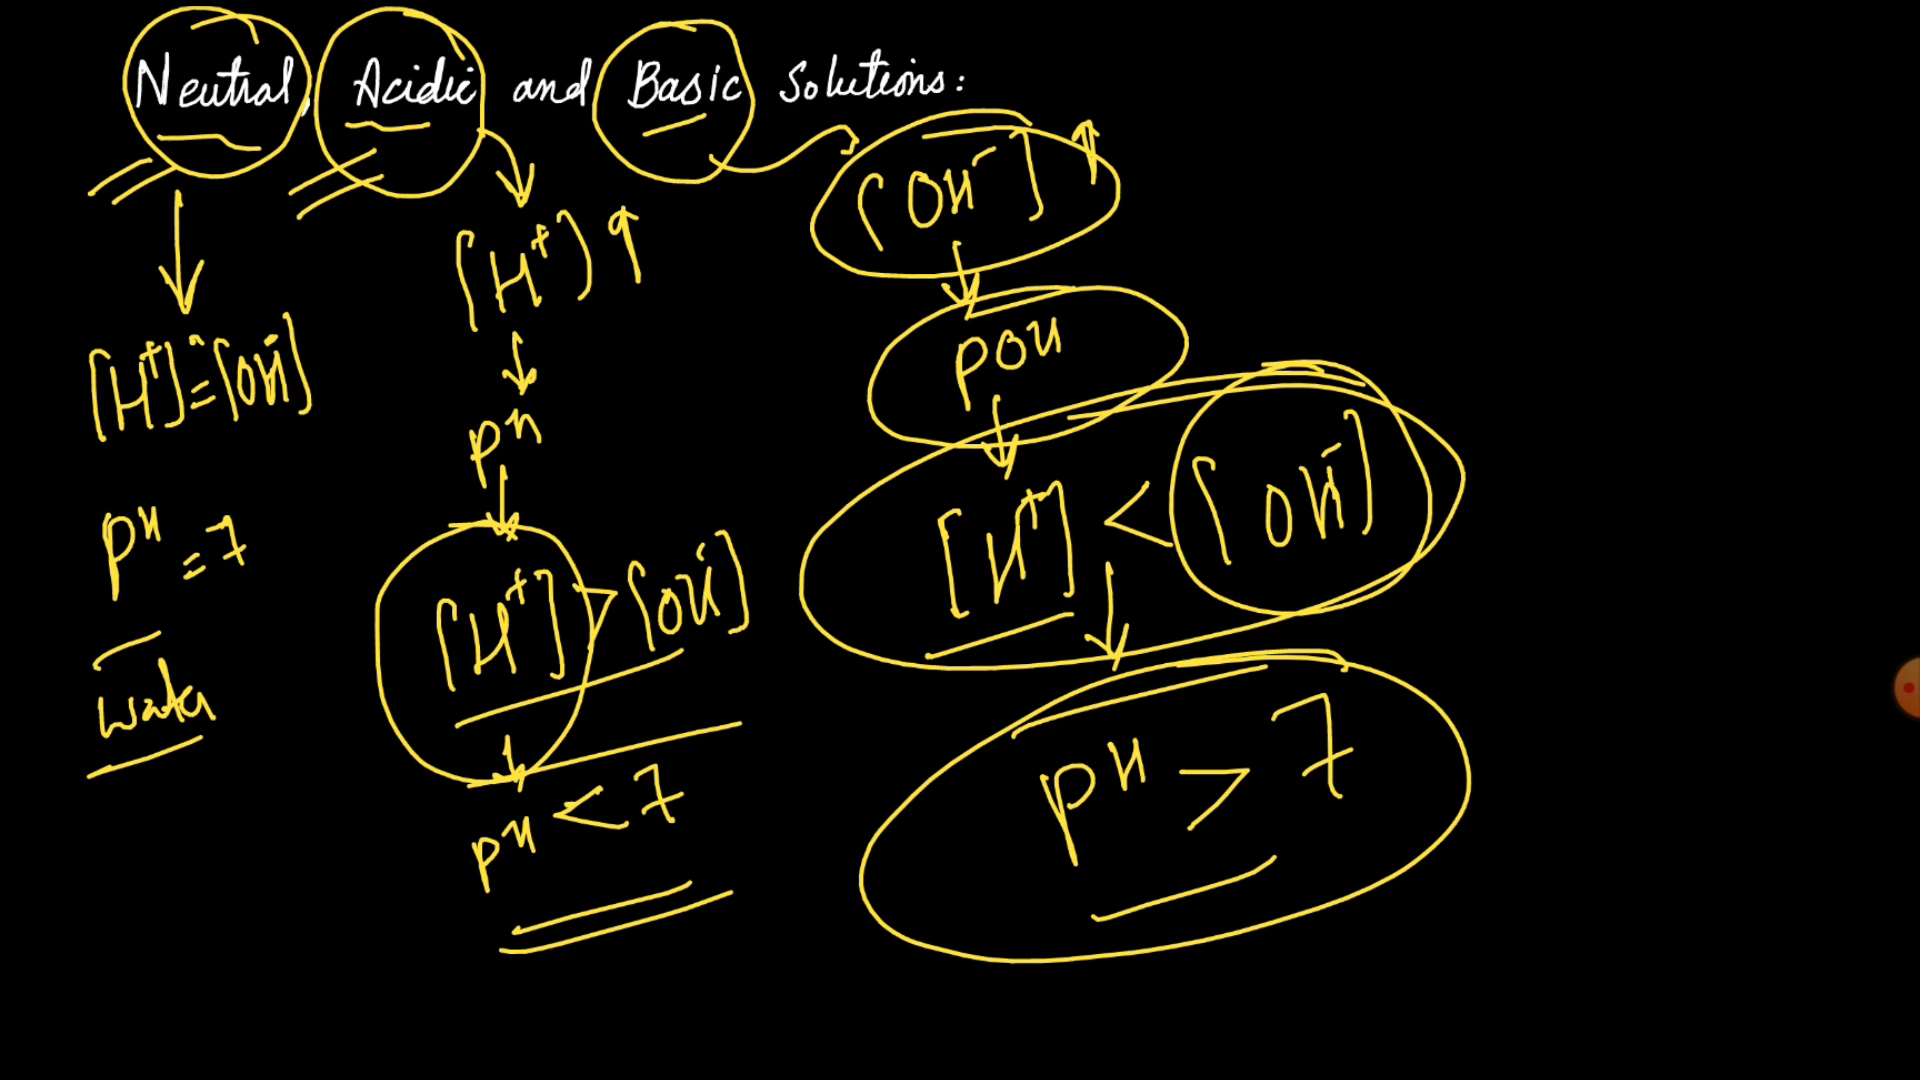 Neutral, Acidic and Basic Solutions:
[H⁺] = [OH⁻]
pH = 7
Water
[H⁺] ↑
↓
pH
↓
[H⁺] > [OH⁻]
↓
pH < 7
[OH⁻] ↑
↓
pOH
↓
[H⁺] < [OH⁻]
↓
pH > 7